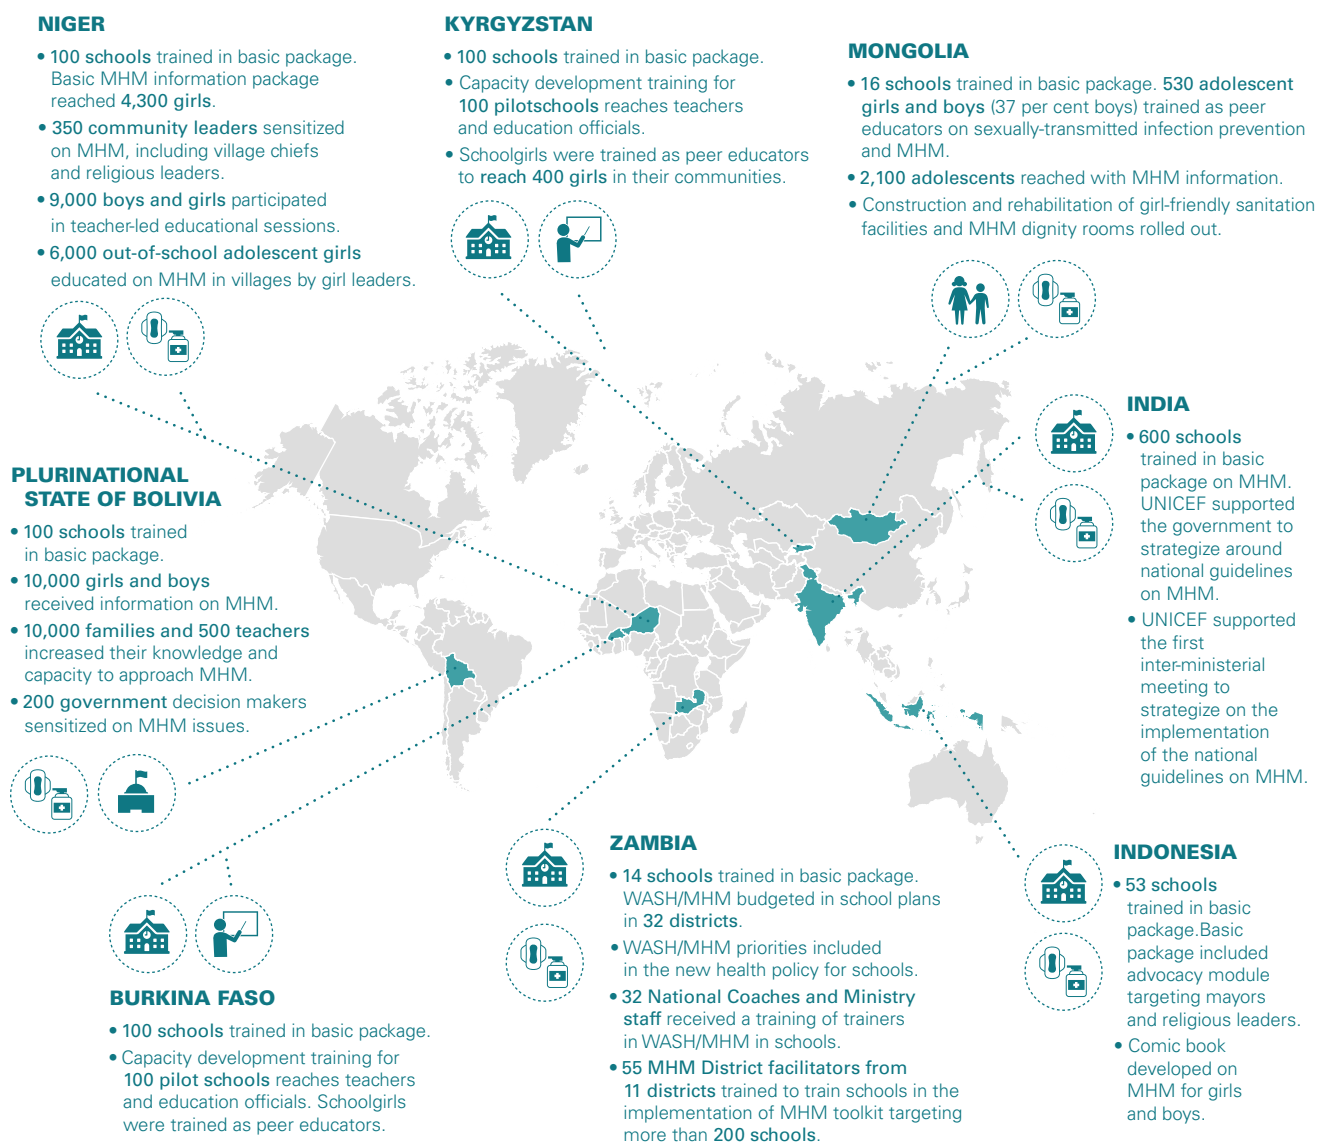 NIGER
• 100 schools trained in basic package.
Basic MHM information package
reached 4,300 girls.
• 350 community leaders sensitized
on MHM, including village chiefs
and religious leaders.
• 9,000 boys and girls participated
in teacher-led educational sessions.
• 6,000 out-of-school adolescent girls
educated on MHM in villages by girl leaders.
KYRGYZSTAN
• 100 schools trained in basic package.
• Capacity development training for
100 pilotschools reaches teachers
and education officials.
• Schoolgirls were trained as peer educators
to reach 400 girls in their communities.
MONGOLIA
• 16 schools trained in basic package. 530 adolescent
girls and boys (37 per cent boys) trained as peer
educators on sexually-transmitted infection prevention
and MHM.
• 2,100 adolescents reached with MHM information.
• Construction and rehabilitation of girl-friendly sanitation
facilities and MHM dignity rooms rolled out.
INDIA
• 600 schools
trained in basic
package on MHM.
UNICEF supported
the government to
strategize around
national guidelines
on MHM.
• UNICEF supported
the first
inter-ministerial
meeting to
strategize on the
implementation
of the national
guidelines on MHM.
PLURINATIONAL
STATE OF BOLIVIA
• 100 schools trained
in basic package.
• 10,000 girls and boys
received information on MHM.
• 10,000 families and 500 teachers
increased their knowledge and
capacity to approach MHM.
• 200 government decision makers
sensitized on MHM issues.
BURKINA FASO
• 100 schools trained in basic package.
• Capacity development training for
100 pilot schools reaches teachers
and education officials. Schoolgirls
were trained as peer educators.
ZAMBIA
• 14 schools trained in basic package.
WASH/MHM budgeted in school plans
in 32 districts.
• WASH/MHM priorities included
in the new health policy for schools.
• 32 National Coaches and Ministry
staff received a training of trainers
in WASH/MHM in schools.
• 55 MHM District facilitators from
11 districts trained to train schools in the
implementation of MHM toolkit targeting
more than 200 schools.
INDONESIA
• 53 schools
trained in basic
package.Basic
package included
advocacy module
targeting mayors
and religious leaders.
• Comic book
developed on
MHM for girls
and boys.